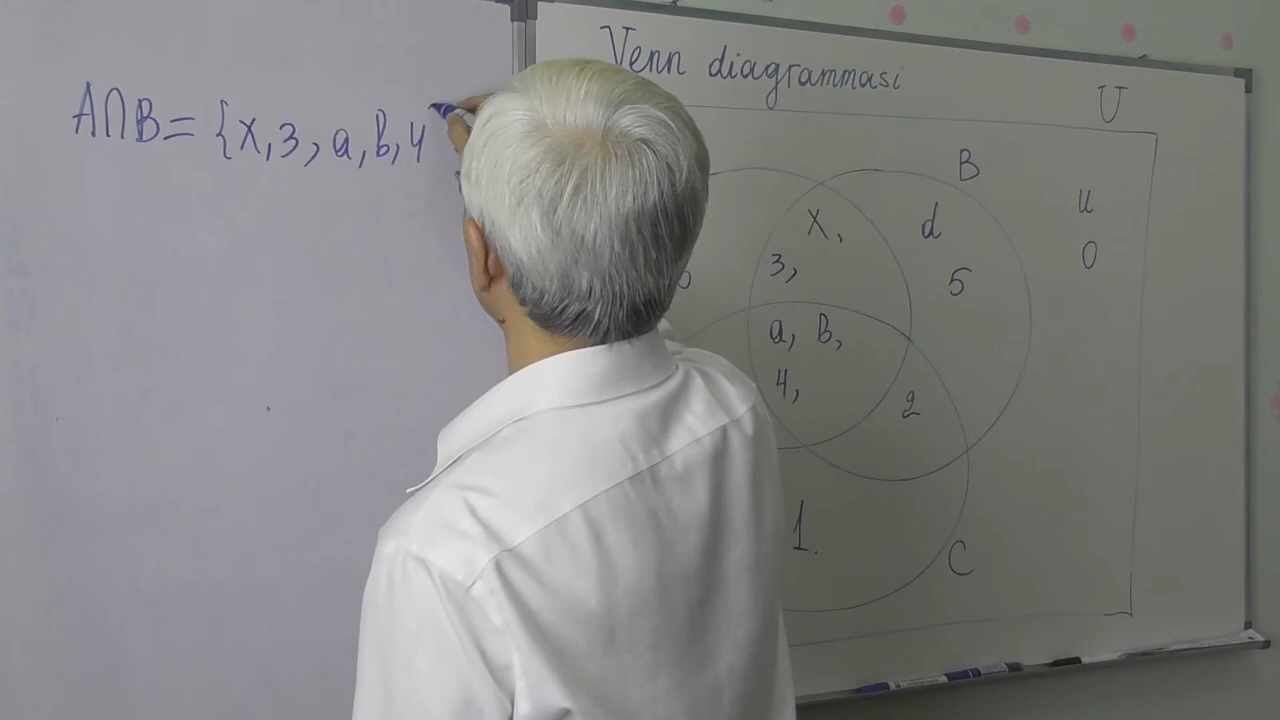 A∩B= {x,3, a,b,4
Venn diagrammasi
U
B
x,
d
u
3,
5
0
a, b,
4,
2
1.
C